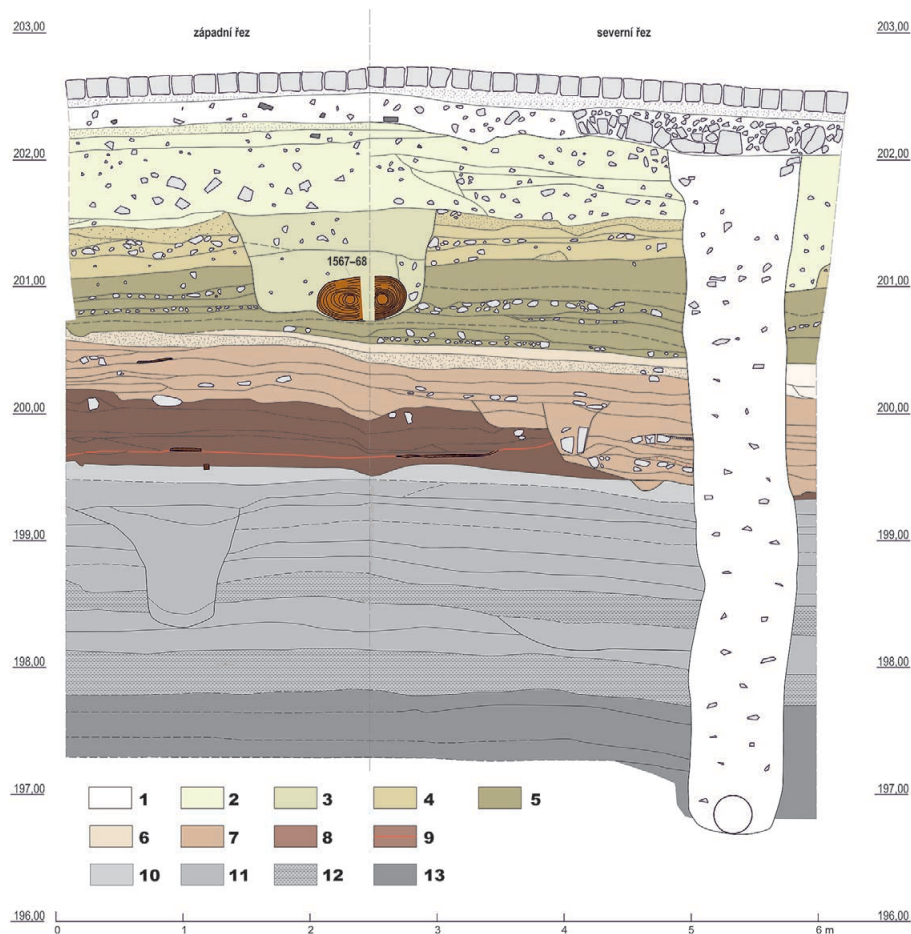 203,00 západní řez severní řez 203,00
202,00 202,00
1567–68
201,00 201,00
200,00 200,00
199,00 199,00
198,00 198,00
197,00 1 2 3 4 5 197,00
6 7 8 9
10 11 12 13
196,00 196,00
0 1 2 3 4 5 6 m